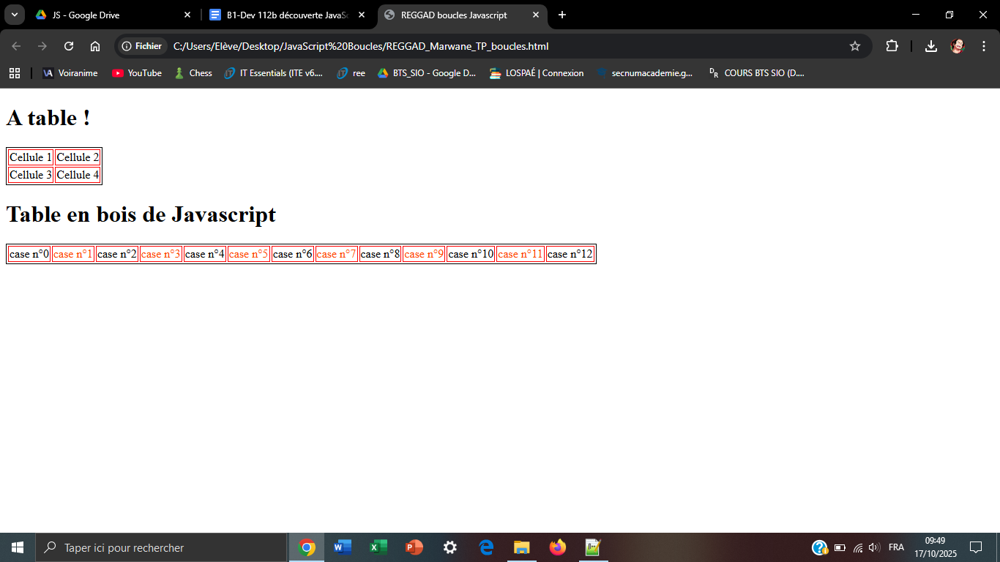 JS - Google Drive
B1-Dev 112b découverte JavaSc
REGGAD boucles Javascript
Fichier
C:/Users/Elève/Desktop/JavaScript%20Boucles/REGGAD_Marwane_TP_boucles.html
VA Voiranime YouTube Chess IT Essentials (ITE v6.... ree BTS_SIO - Google D... LOSPAÉ | Connexion secnumacademie.g... DR COURS BTS SIO (D....
A table !
Cellule 1 Cellule 2
Cellule 3 Cellule 4
Table en bois de Javascript
case n°0 case n°1 case n°2 case n°3 case n°4 case n°5 case n°6 case n°7 case n°8 case n°9 case n°10 case n°11 case n°12
Taper ici pour rechercher
FRA
09:49
17/10/2025